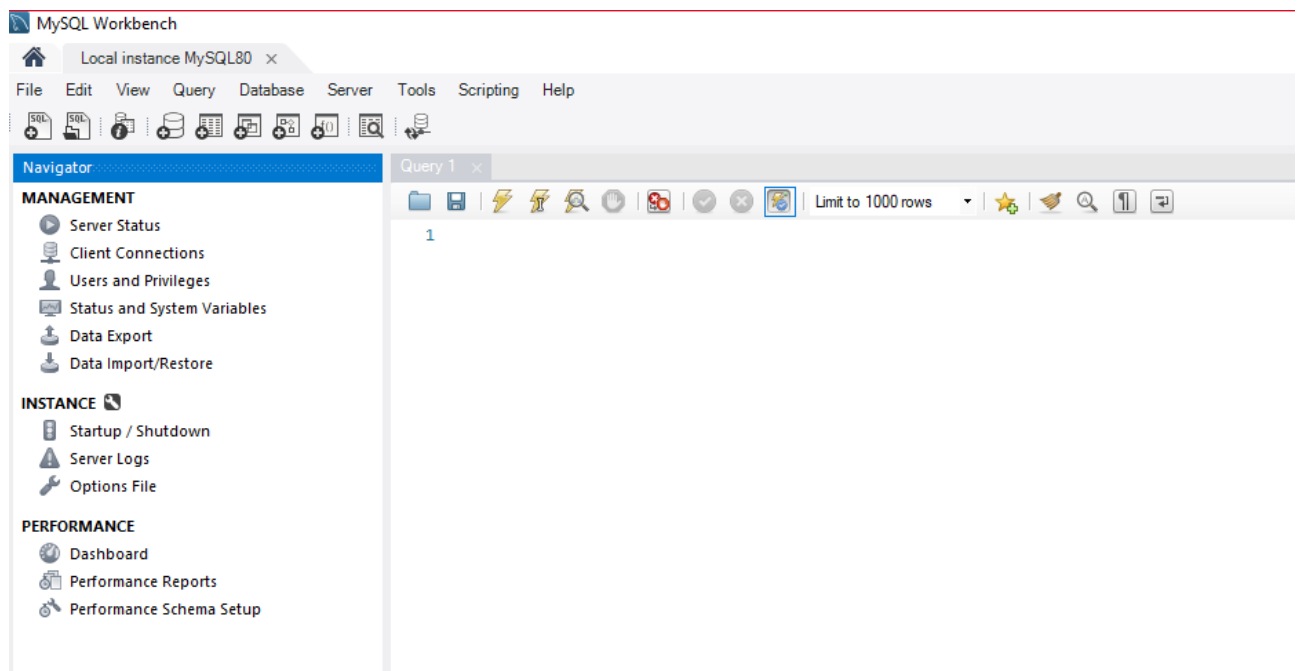 MySQL Workbench
Local instance MySQL80
File Edit View Query Database Server Tools Scripting Help
SQL SQL
Navigator
MANAGEMENT
Server Status
Client Connections
Users and Privileges
Status and System Variables
Data Export
Data Import/Restore
INSTANCE
Startup / Shutdown
Server Logs
Options File
PERFORMANCE
Dashboard
Performance Reports
Performance Schema Setup
Query 1
Limit to 1000 rows
1